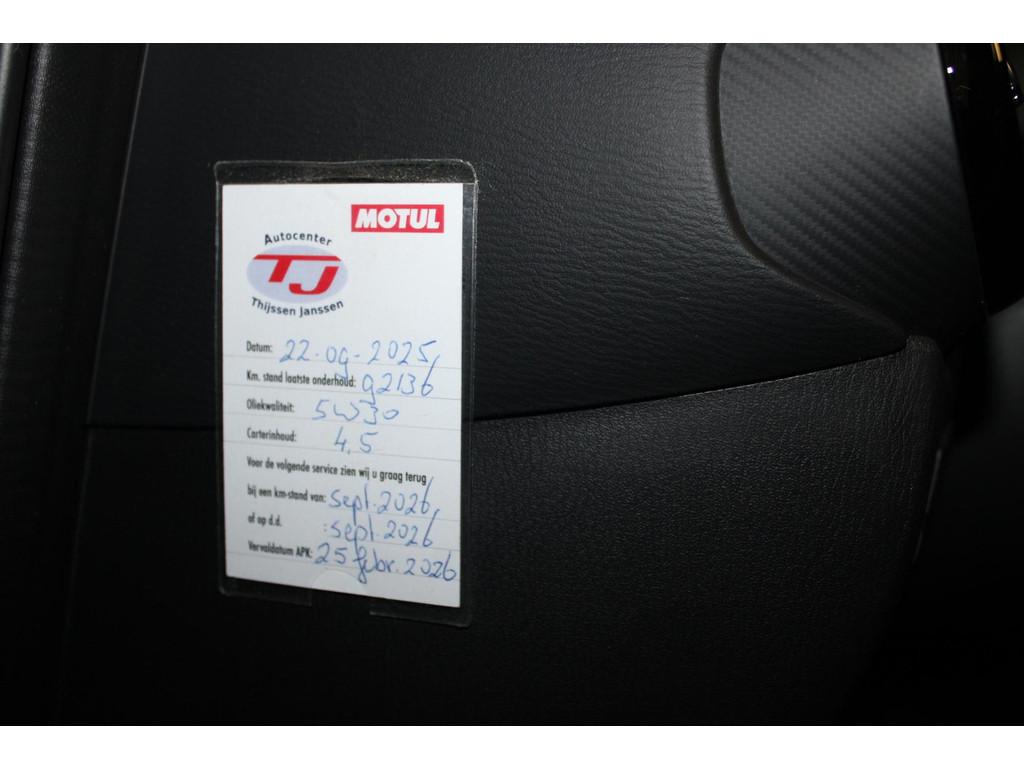 MOTUL
Autocenter
TJ
Thijssen Janssen
Datum: 22-09-2025,
Km. stand laatste onderhoud: 92136
Oliekwaliteit: 5W30
Carterinhoud: 4,5
Voor de volgende service zien wij u graag terug
bij een km-stand van: sept. 2026,
of op d.d. : sept. 2026
Vervaldatum APK: 25 febr. 2026